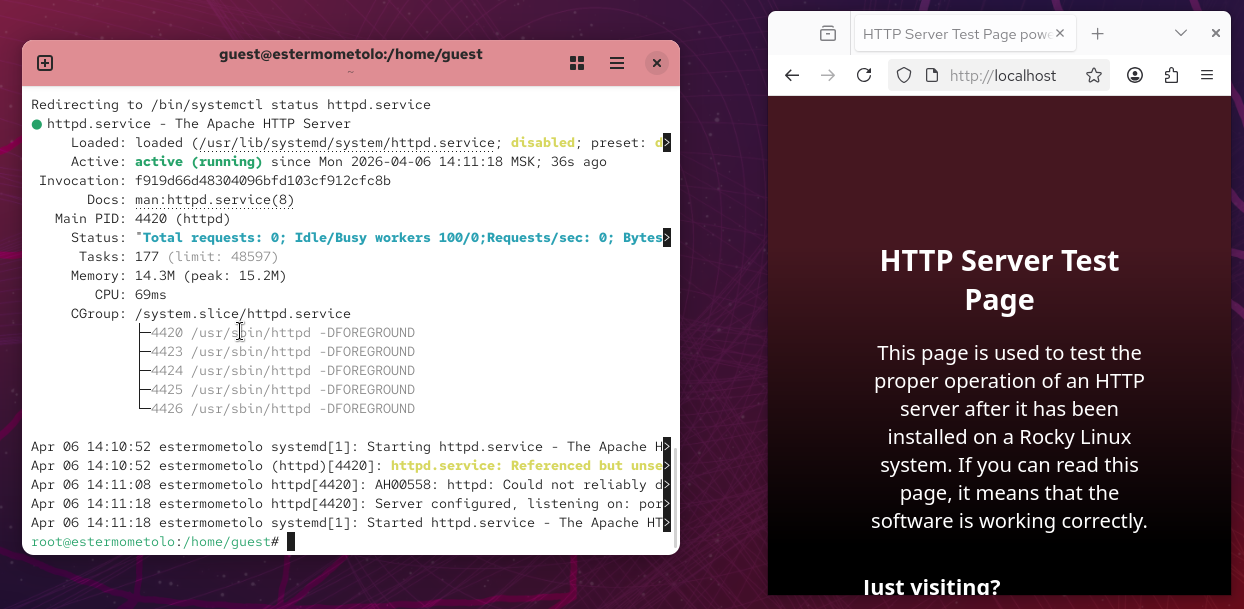 guest@estermometolo:/home/guest
~
Redirecting to /bin/systemctl status httpd.service
● httpd.service - The Apache HTTP Server
Loaded: loaded (/usr/lib/systemd/system/httpd.service; disabled; preset: d>
Active: active (running) since Mon 2026-04-06 14:11:18 MSK; 36s ago
Invocation: f919d66d48304096bfd103cf912cfc8b
Docs: man:httpd.service(8)
Main PID: 4420 (httpd)
Status: "Total requests: 0; Idle/Busy workers 100/0;Requests/sec: 0; Bytes>
Tasks: 177 (limit: 48597)
Memory: 14.3M (peak: 15.2M)
CPU: 69ms
CGroup: /system.slice/httpd.service
├─4420 /usr/sbin/httpd -DFOREGROUND
├─4423 /usr/sbin/httpd -DFOREGROUND
├─4424 /usr/sbin/httpd -DFOREGROUND
├─4425 /usr/sbin/httpd -DFOREGROUND
└─4426 /usr/sbin/httpd -DFOREGROUND
Apr 06 14:10:52 estermometolo systemd[1]: Starting httpd.service - The Apache H>
Apr 06 14:10:52 estermometolo (httpd)[4420]: httpd.service: Referenced but unse>
Apr 06 14:11:08 estermometolo httpd[4420]: AH00558: httpd: Could not reliably d>
Apr 06 14:11:18 estermometolo httpd[4420]: Server configured, listening on: por>
Apr 06 14:11:18 estermometolo systemd[1]: Started httpd.service - The Apache HT>
root@estermometolo:/home/guest#
HTTP Server Test Page powe
http://localhost
HTTP Server Test
Page
This page is used to test the
proper operation of an HTTP
server after it has been
installed on a Rocky Linux
system. If you can read this
page, it means that the
software is working correctly.
Just visiting?